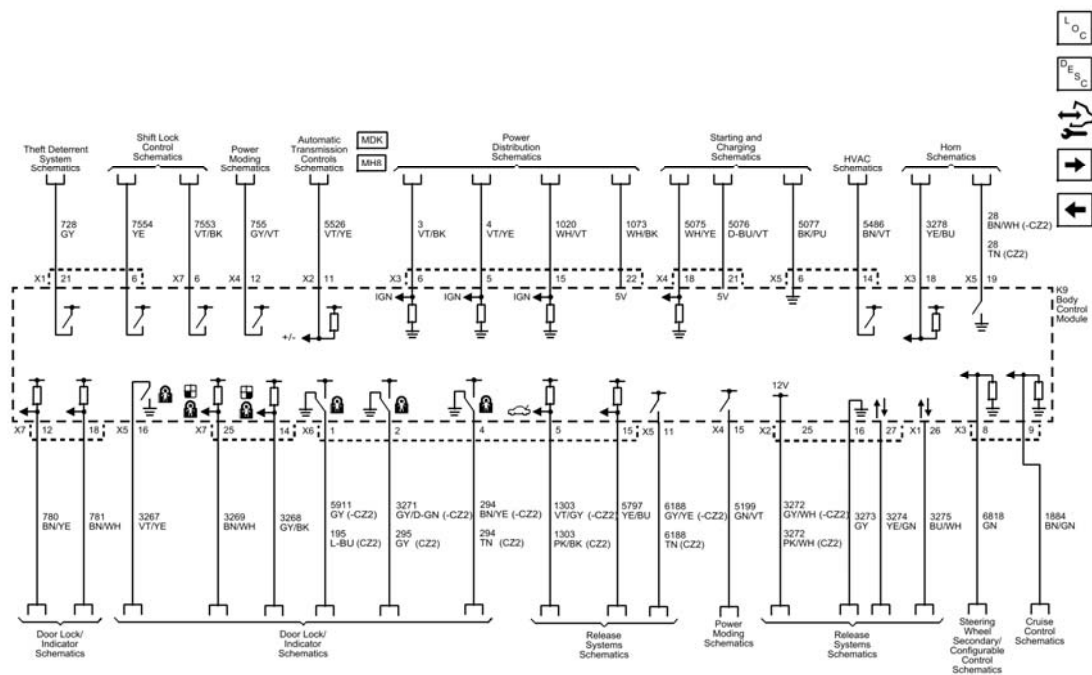 LOC
DESC
Theft Deterrent
System
Schematics
Shift Lock
Control
Schematics
Power
Moding
Schematics
Automatic
Transmission
Controls
Schematics
MDK
MH8
Power
Distribution
Schematics
Starting and
Charging
Schematics
HVAC
Schematics
Horn
Schematics
728
GY
7554
YE
7553
VT/BK
755
GY/VT
5526
VT/YE
3
VT/BK
4
VT/YE
1020
WH/VT
1073
WH/BK
5075
WH/YE
5076
D-BU/VT
5077
BK/PU
5486
BN/VT
3278
YE/BU
28
BN/WH (-CZ2)
28
TN (CZ2)
X1 21 6 X7 6 X4 12 X2 11 X3 6 5 15 22 X4 18 21 X5 6 14 X3 18 X5 19
K9
Body
Control
Module
IGN IGN IGN 5V 5V
+/-
12V
X7 12 18 X5 16 X7 25 14 X6 1 2 4 5 15 X5 11 X4 15 X2 25 16 27 X1 26 X3 8 9
780
BN/YE
781
BN/WH
3267
VT/YE
3269
BN/WH
3268
GY/BK
5911
GY (-CZ2)
195
L-BU (CZ2)
3271
GY/D-GN (-CZ2)
295
GY (CZ2)
294
BN/YE (-CZ2)
294
TN (CZ2)
1303
VT/GY (-CZ2)
1303
PK/BK (CZ2)
5797
YE/BU
6188
GY/YE (-CZ2)
6188
TN (CZ2)
5199
GN/VT
3272
GY/WH (-CZ2)
3272
PK/WH (CZ2)
3273
GY
3274
YE/GN
3275
BU/WH
6818
GN
1884
BN/GN
Door Lock/
Indicator
Schematics
Door Lock/
Indicator
Schematics
Release
Systems
Schematics
Power
Moding
Schematics
Release
Systems
Schematics
Steering
Wheel
Secondary/
Configurable
Control
Schematics
Cruise
Control
Schematics